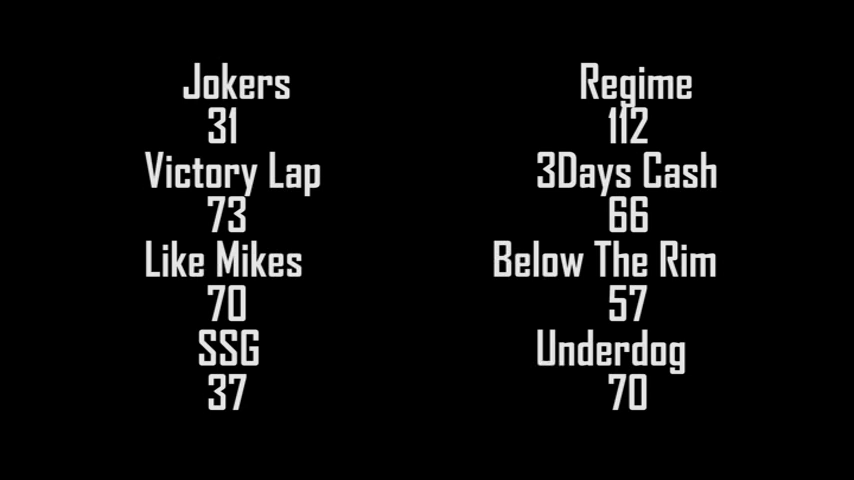 Jokers
31
Victory Lap
73
Like Mikes
70
SSG
37
Regime
112
3Days Cash
66
Below The Rim
57
Underdog
70